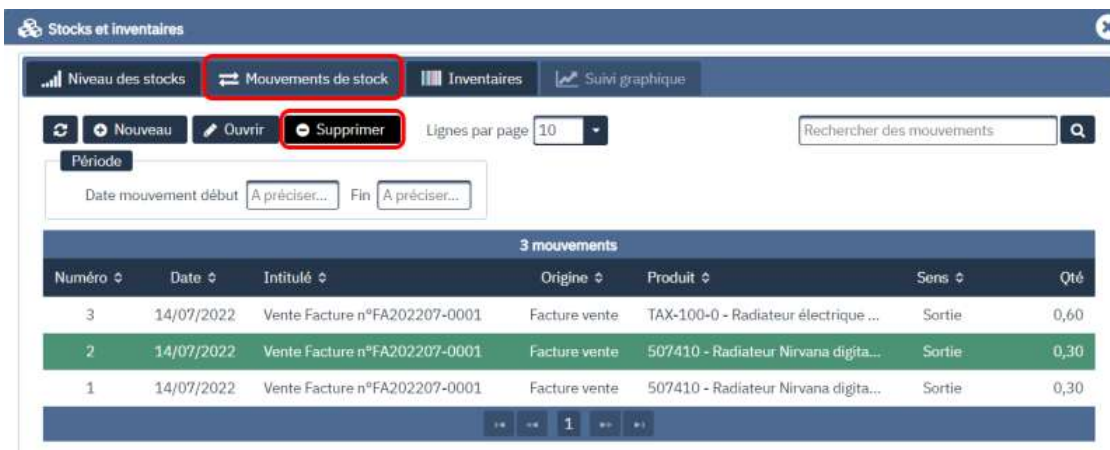 Stocks et inventaires
Niveau des stocks Mouvements de stock Inventaires Suivi graphique
Nouveau Ouvrir Supprimer Lignes par page 10 Rechercher des mouvements
Période
Date mouvement début A préciser... Fin A préciser...
3 mouvements
Numéro Date Intitulé Origine Produit Sens Qté
3 14/07/2022 Vente Facture n°FA202207-0001 Facture vente TAX-100-0 - Radiateur électrique ... Sortie 0,60
2 14/07/2022 Vente Facture n°FA202207-0001 Facture vente 507410 - Radiateur Nirvana digita... Sortie 0,30
1 14/07/2022 Vente Facture n°FA202207-0001 Facture vente 507410 - Radiateur Nirvana digita... Sortie 0,30
1